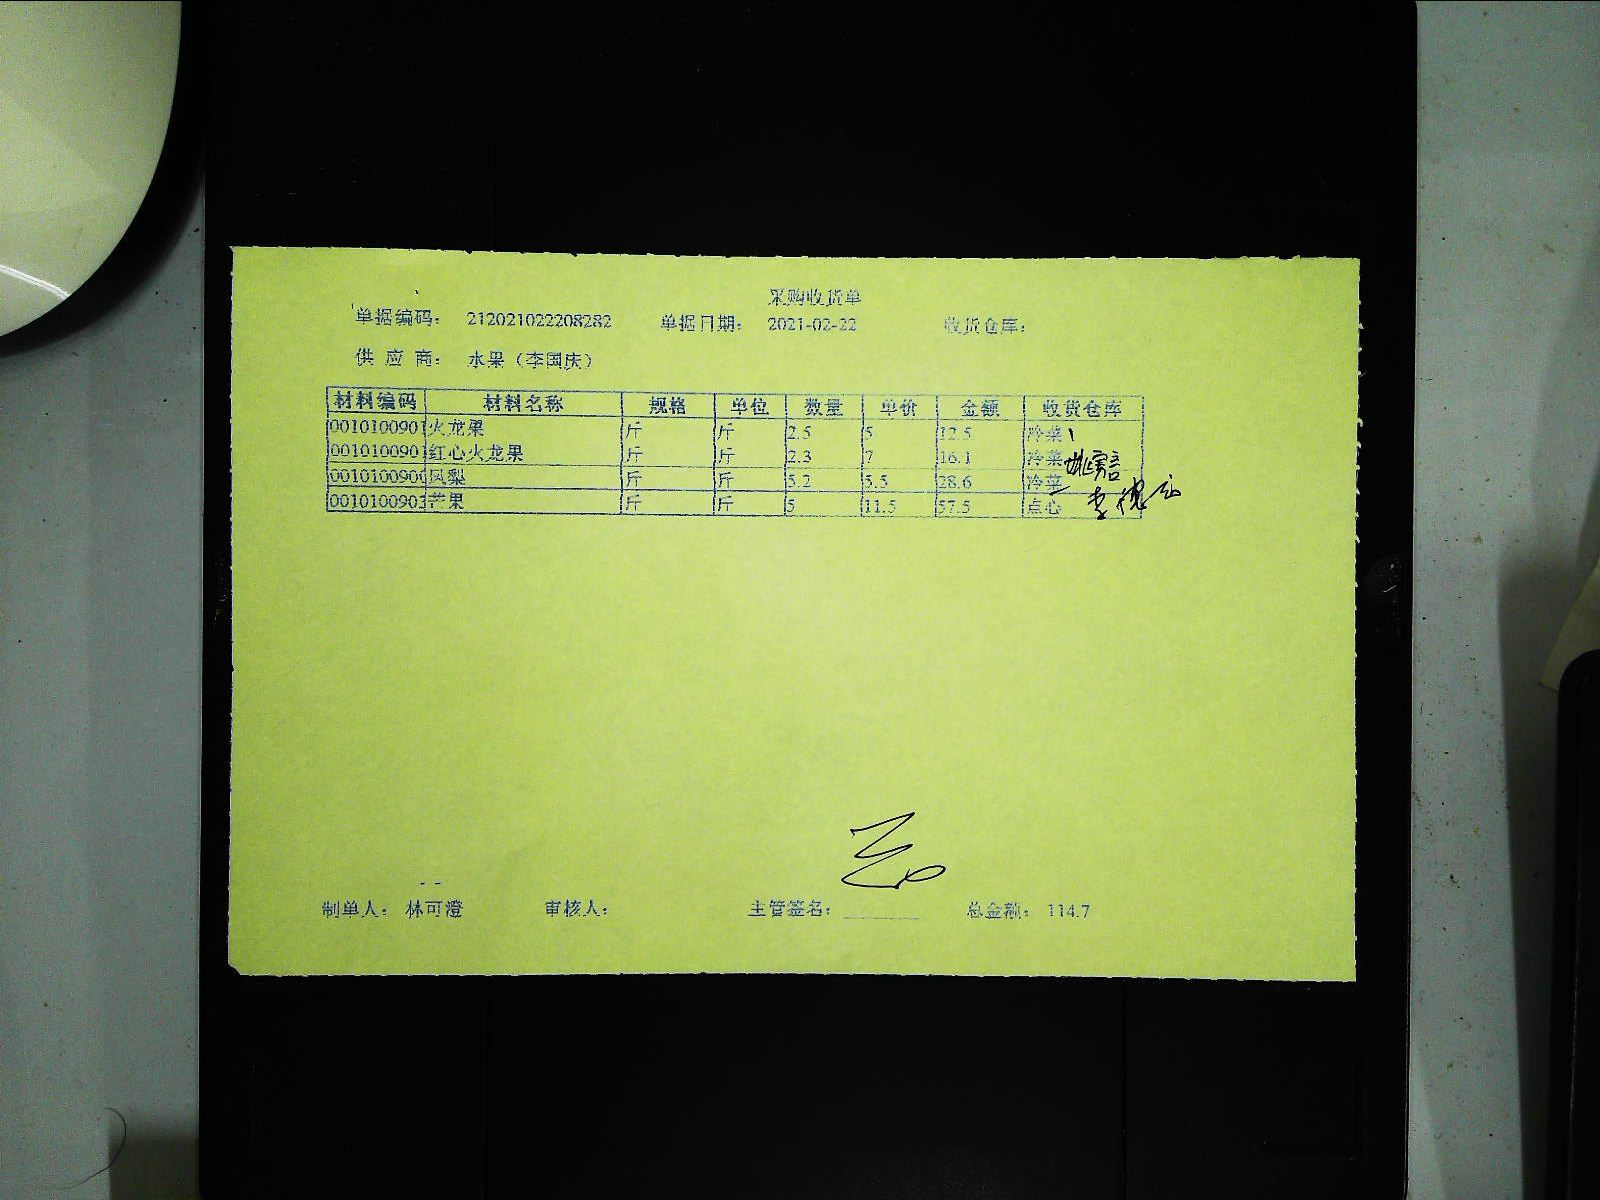 采购收货单
单据编码： 212021022208282 单据日期： 2021-02-22 收货仓库：
供 应 商： 水果（李国庆）
材料编码 材料名称 规格 单位 数量 单价 金额 收货仓库
0010100901 火龙果 斤 斤 2.5 5 12.5 冷菜
0010100901 红心火龙果 斤 斤 2.3 7 16.1 冷菜
0010100900 凤梨 斤 斤 5.2 5.5 28.6 冷菜
0010100903 芒果 斤 斤 5 11.5 57.5 点心
制单人： 林可澄 审核人： 主管签名： 总金额： 114.7